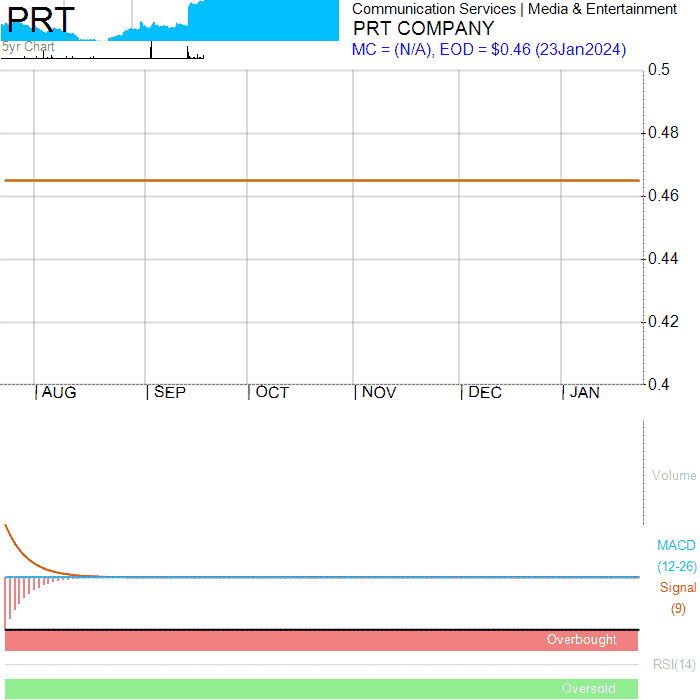 PRT
5yr Chart
Communication Services | Media & Entertainment
PRT COMPANY
MC = (N/A), EOD = $0.46 (23Jan2024)
0.5
0.48
0.46
0.44
0.42
0.4
AUG SEP OCT NOV DEC JAN
Volume
MACD
(12-26)
Signal
(9)
Overbought
RSI(14)
Oversold